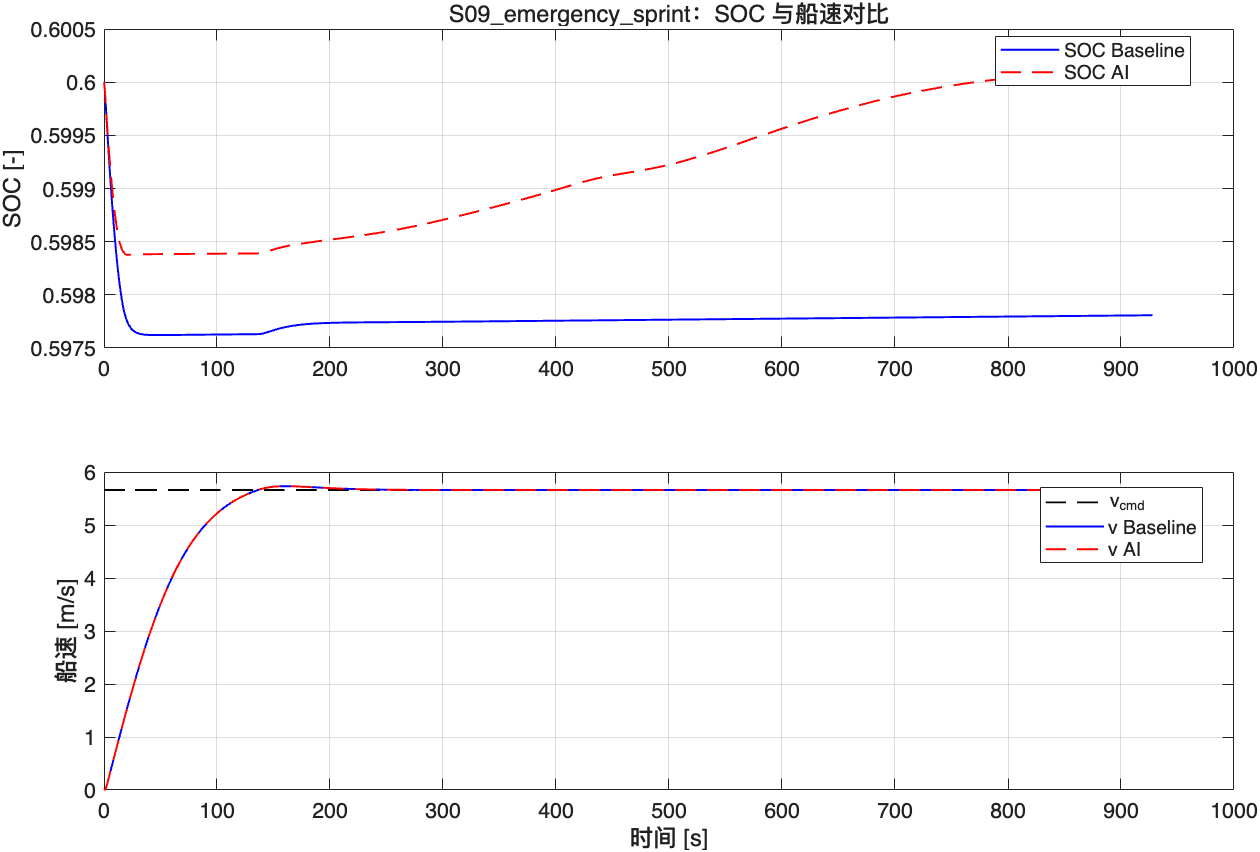 S09_emergency_sprint：SOC 与船速对比
0.6005
0.6
0.5995
0.599
0.5985
0.598
0.5975
SOC [-]
SOC Baseline
SOC AI
0 100 200 300 400 500 600 700 800 900 1000
6
5
4
3
2
1
0
船速 [m/s]
vcmd
v Baseline
v AI
0 100 200 300 400 500 600 700 800 900 1000
时间 [s]